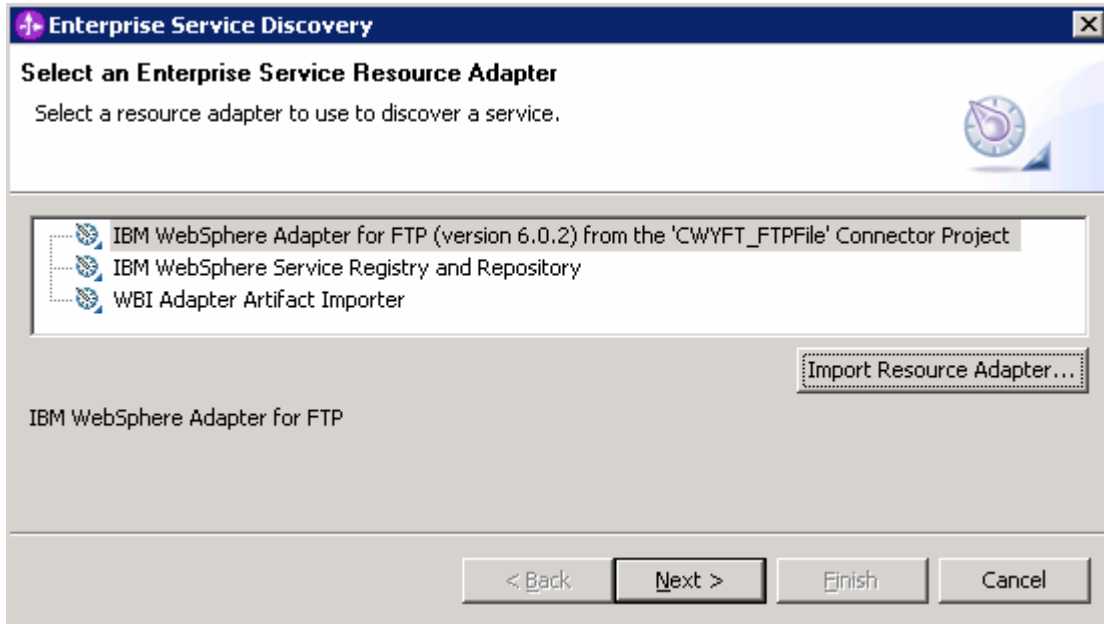 Enterprise Service Discovery
Select an Enterprise Service Resource Adapter
Select a resource adapter to use to discover a service.
IBM WebSphere Adapter for FTP (version 6.0.2) from the 'CWYFT_FTPFile' Connector Project
IBM WebSphere Service Registry and Repository
WBI Adapter Artifact Importer
Import Resource Adapter...
IBM WebSphere Adapter for FTP
< Back Next > Finish Cancel